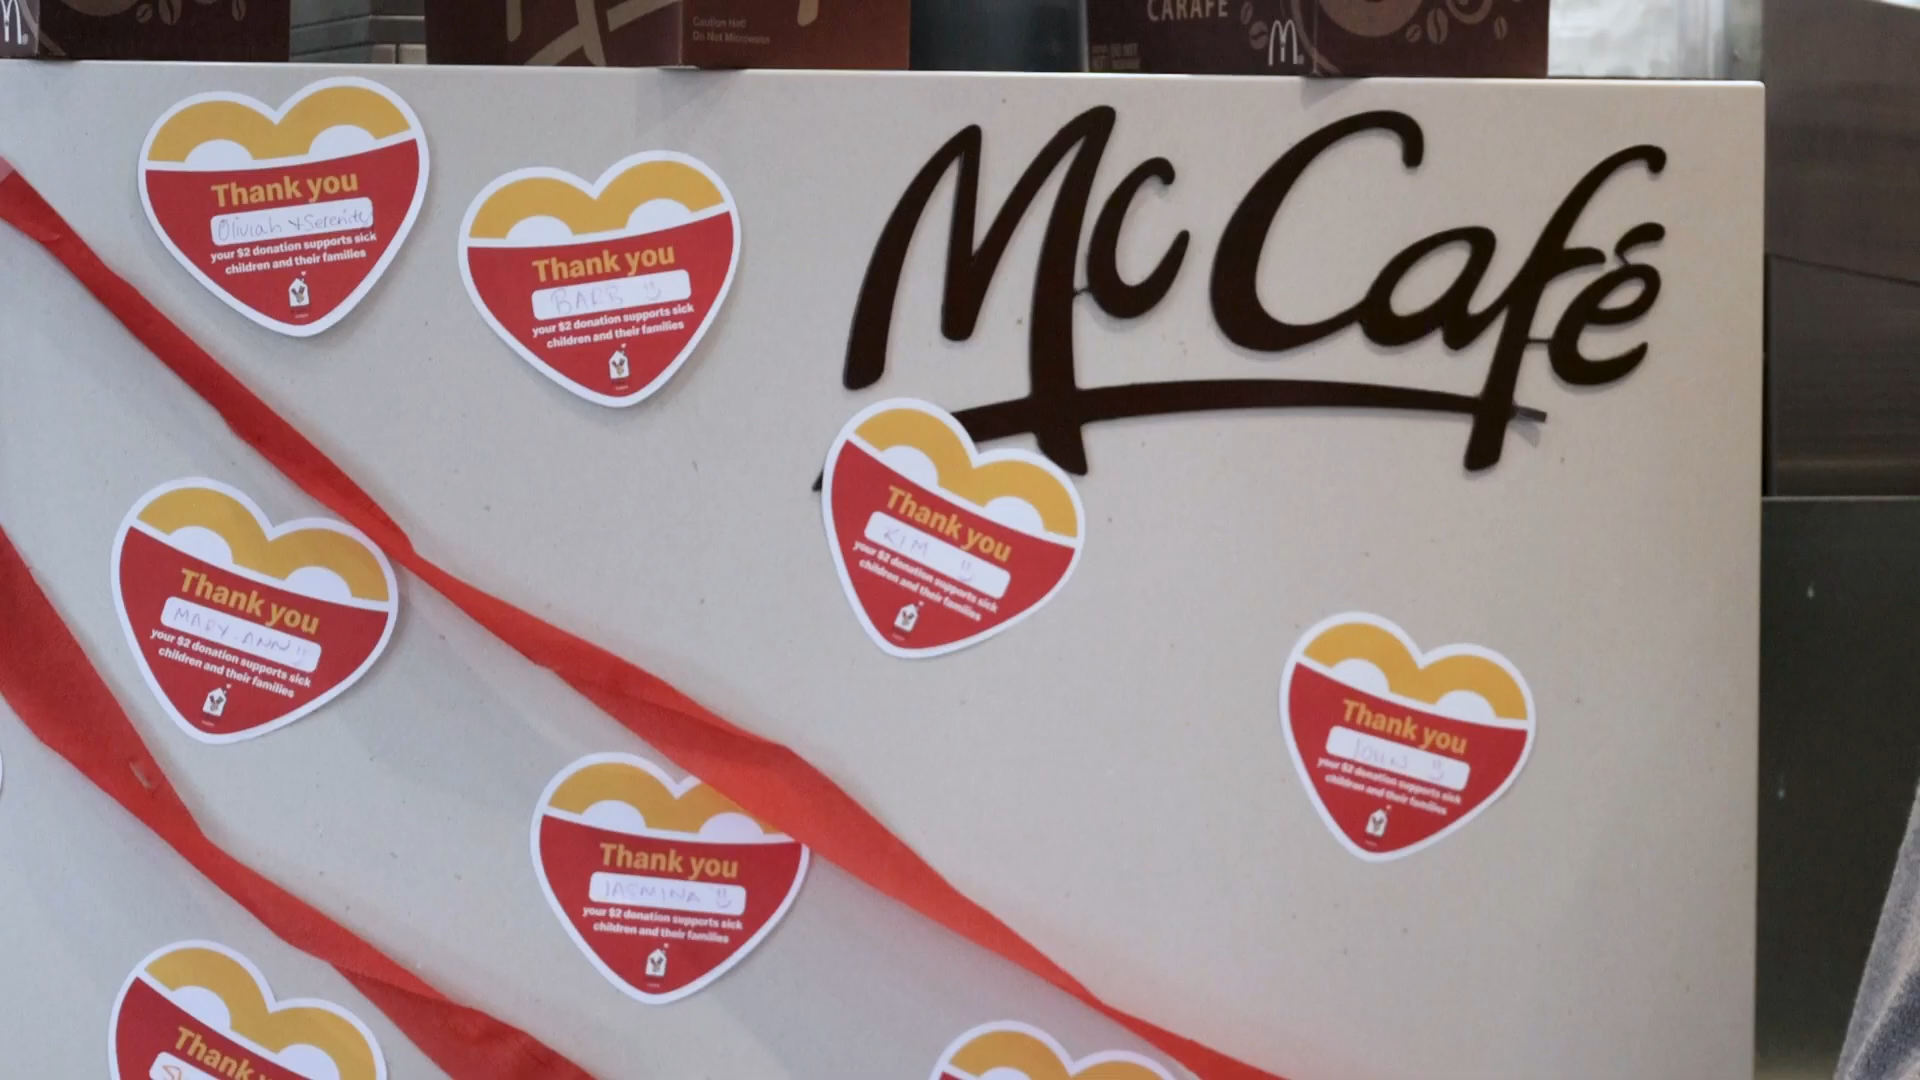 Caution Hot!
Do Not Microwave
CARAFE
McCafé
Thank you
Oliviah + Serenity
your $2 donation supports sick
children and their families
Thank you
BARB
your $2 donation supports sick
children and their families
Thank you
KIM
your $2 donation supports sick
children and their families
Thank you
MARY-ANN
your $2 donation supports sick
children and their families
Thank you
JOHN
your $2 donation supports sick
children and their families
Thank you
JASMINA
your $2 donation supports sick
children and their families
Thank